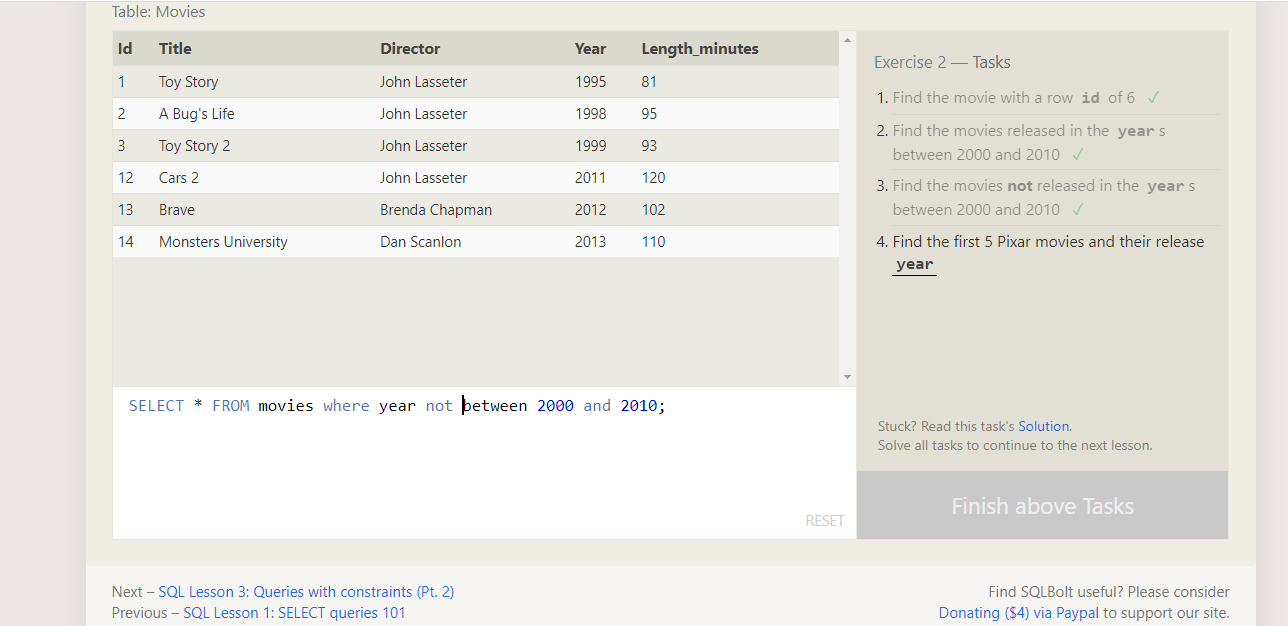 Table: Movies
Id Title Director Year Length_minutes
1 Toy Story John Lasseter 1995 81
2 A Bug's Life John Lasseter 1998 95
3 Toy Story 2 John Lasseter 1999 93
12 Cars 2 John Lasseter 2011 120
13 Brave Brenda Chapman 2012 102
14 Monsters University Dan Scanlon 2013 110
SELECT * FROM movies where year not between 2000 and 2010;
RESET
Exercise 2 — Tasks
1. Find the movie with a row id of 6 ✓
2. Find the movies released in the year s
between 2000 and 2010 ✓
3. Find the movies not released in the year s
between 2000 and 2010 ✓
4. Find the first 5 Pixar movies and their release
year
Stuck? Read this task's Solution.
Solve all tasks to continue to the next lesson.
Finish above Tasks
Next – SQL Lesson 3: Queries with constraints (Pt. 2)
Previous – SQL Lesson 1: SELECT queries 101
Find SQLBolt useful? Please consider
Donating ($4) via Paypal to support our site.